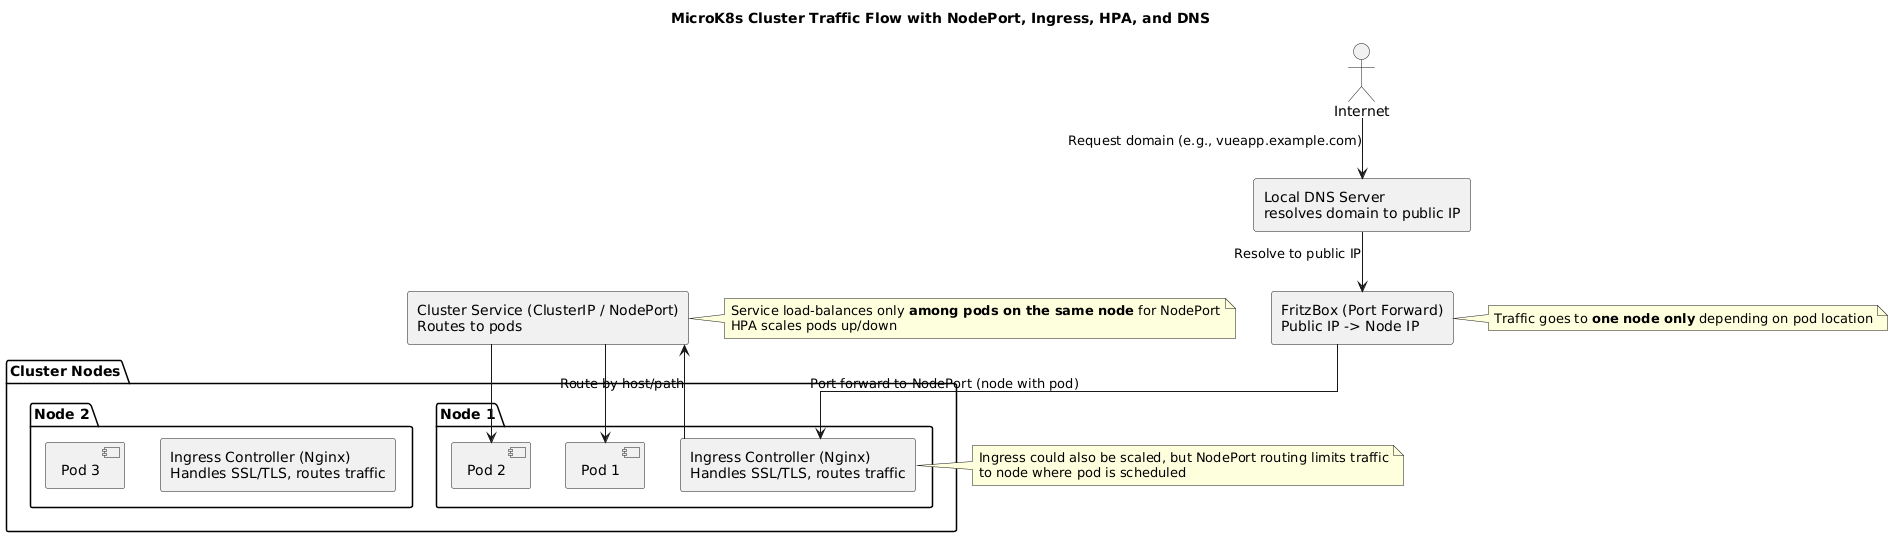 MicroK8s Cluster Traffic Flow with NodePort, Ingress, HPA, and DNS
Internet
Request domain (e.g., vueapp.example.com)
Local DNS Server
resolves domain to public IP
Resolve to public IP
Cluster Service (ClusterIP / NodePort)
Routes to pods
Service load-balances only among pods on the same node for NodePort
HPA scales pods up/down
FritzBox (Port Forward)
Public IP -> Node IP
Traffic goes to one node only depending on pod location
Cluster Nodes
Route by host/path
Port forward to NodePort (node with pod)
Node 2
Pod 3
Ingress Controller (Nginx)
Handles SSL/TLS, routes traffic
Node 1
Pod 2
Pod 1
Ingress Controller (Nginx)
Handles SSL/TLS, routes traffic
Ingress could also be scaled, but NodePort routing limits traffic
to node where pod is scheduled